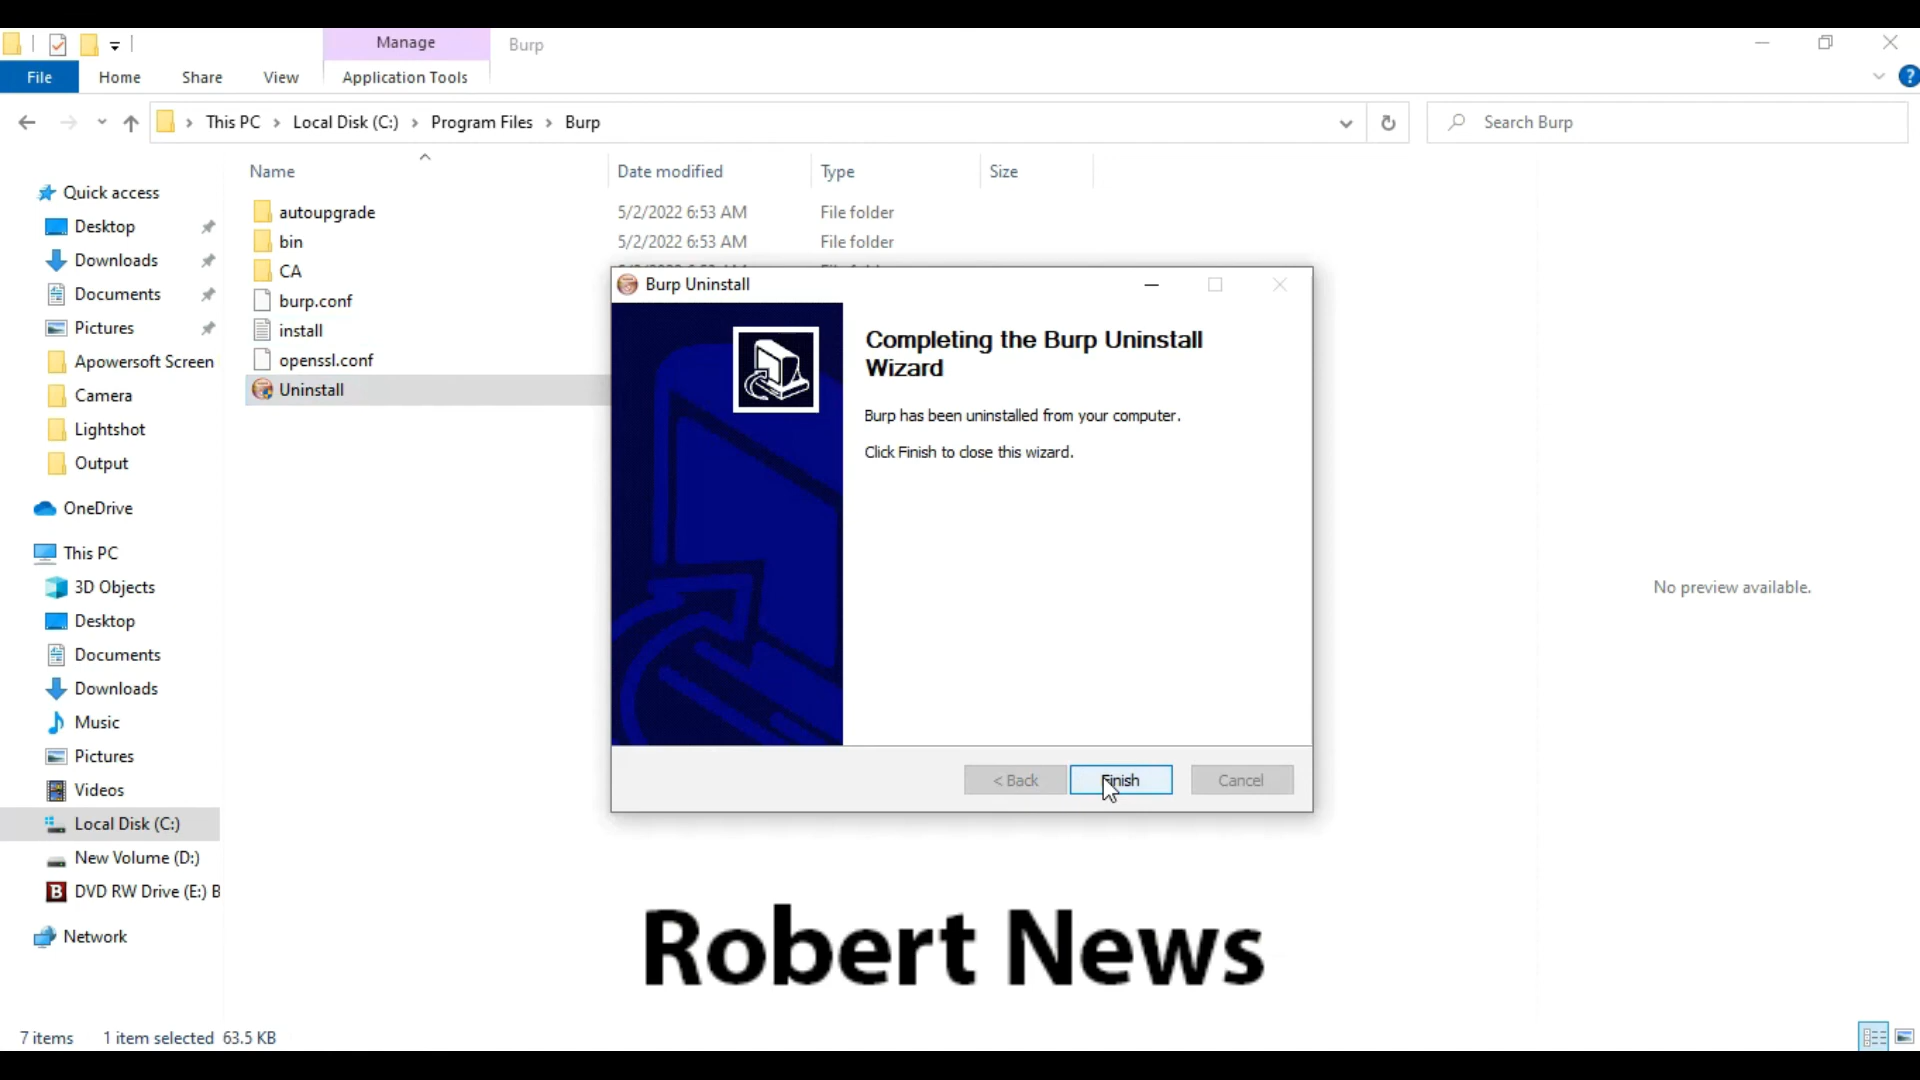 Manage
Burp
File
Home
Share
View
Application Tools
This PC
Local Disk (C:)
Program Files
Burp
Search Burp
Name
Date modified
Type
Size
Quick access
Desktop
Downloads
Documents
Pictures
Apowersoft Screen
Camera
Lightshot
Output
OneDrive
This PC
3D Objects
Desktop
Documents
Downloads
Music
Pictures
Videos
Local Disk (C:)
New Volume (D:)
DVD RW Drive (E:) B
Network
autoupgrade 5/2/2022 6:53 AM File folder
bin 5/2/2022 6:53 AM File folder
CA
burp.conf
install
openssl.conf
Uninstall
Burp Uninstall
Completing the Burp Uninstall
Wizard
Burp has been uninstalled from your computer.
Click Finish to close this wizard.
< Back
Finish
Cancel
No preview available.
Robert News
7 items
1 item selected 63.5 KB